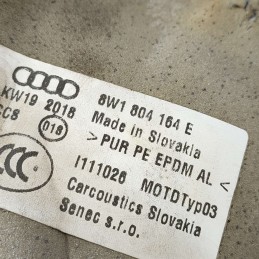 8W1 804 164 E
KW19 2018 Made in Slovakia
CC8 018 >PUR PE EPDM AL<
CCC I111026 MOTDTyp03
Carcoustics Slovakia
Senec s.r.o.